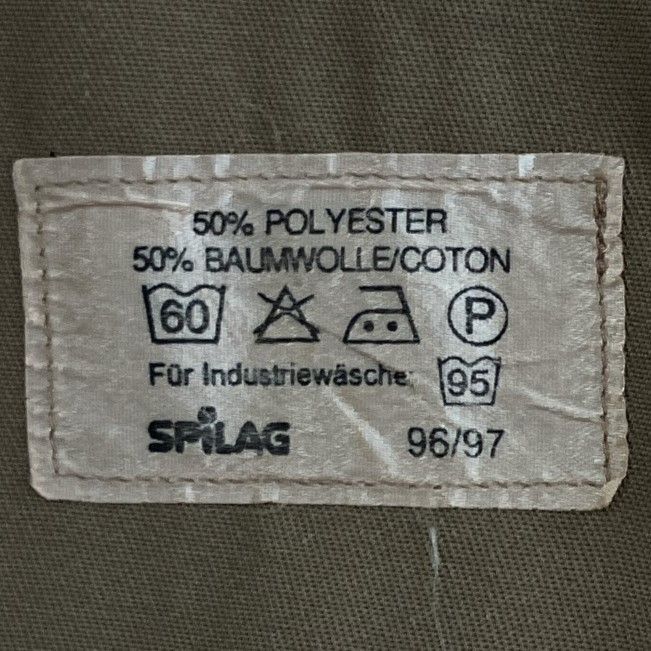 50% POLYESTER
50% BAUMWOLLE/COTON
60 P
Für Industriewäsche: 95
SPILAG 96/97